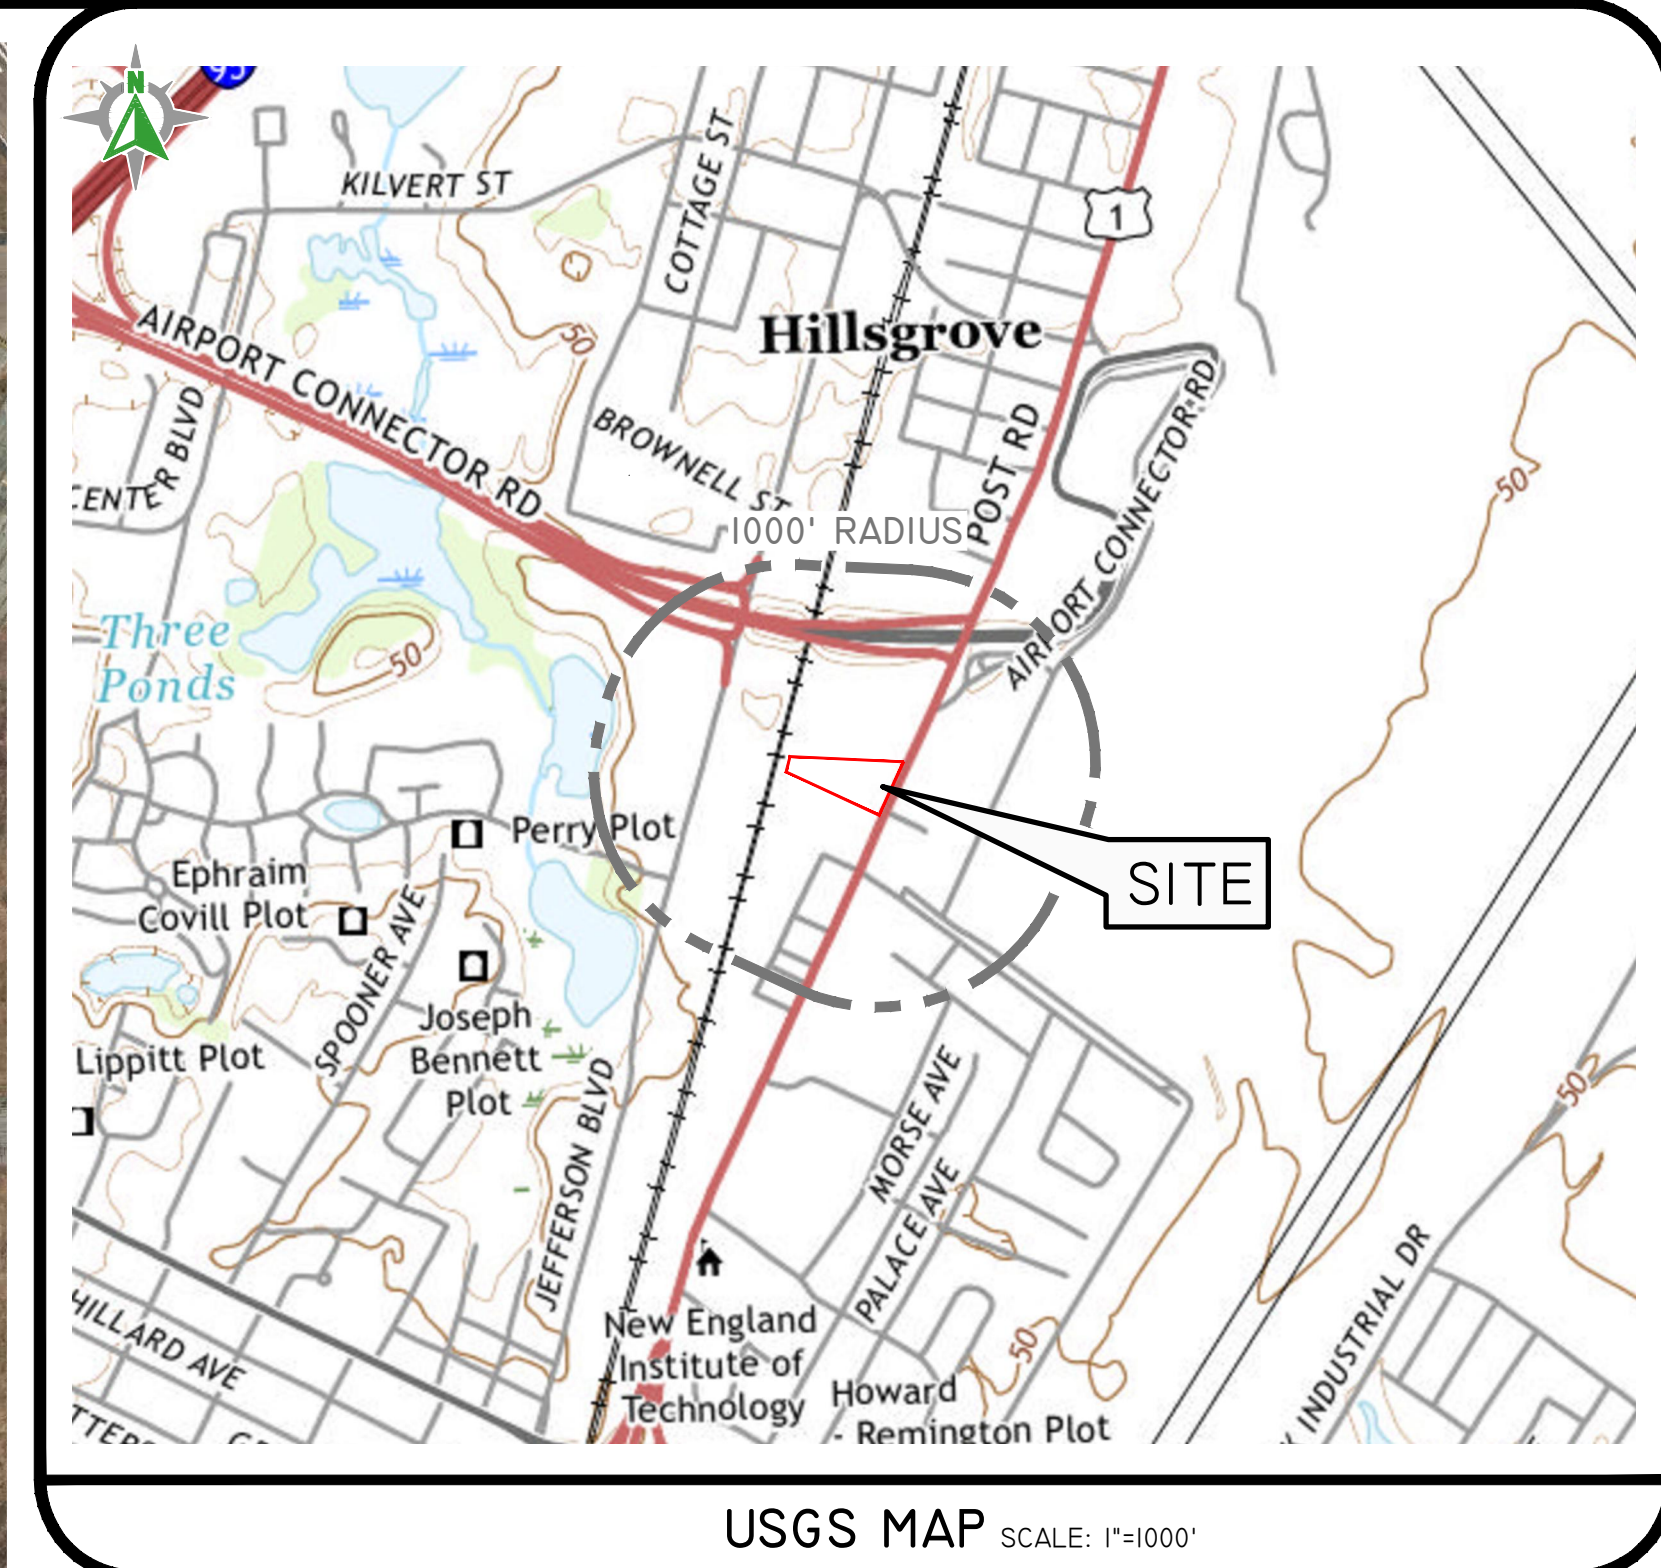 N
95
KILVERT ST
COTTAGE ST
1
Hillsgrove
AIRPORT CONNECTOR RD
50
CENTER BLVD
BROWNELL ST
POST RD
AIRPORT CONNECTOR RD
50
1000' RADIUS
Three
Ponds
50
Perry Plot
SITE
Ephraim
Covill Plot
SPOONER AVE
Joseph
Bennett
Plot
Lippitt Plot
JEFFERSON BLVD
MORSE AVE
PALACE AVE
50
HILLARD AVE
New England
Institute of
Technology
Howard
- Remington Plot
50
INDUSTRIAL DR
USGS MAP SCALE: 1"=1000'